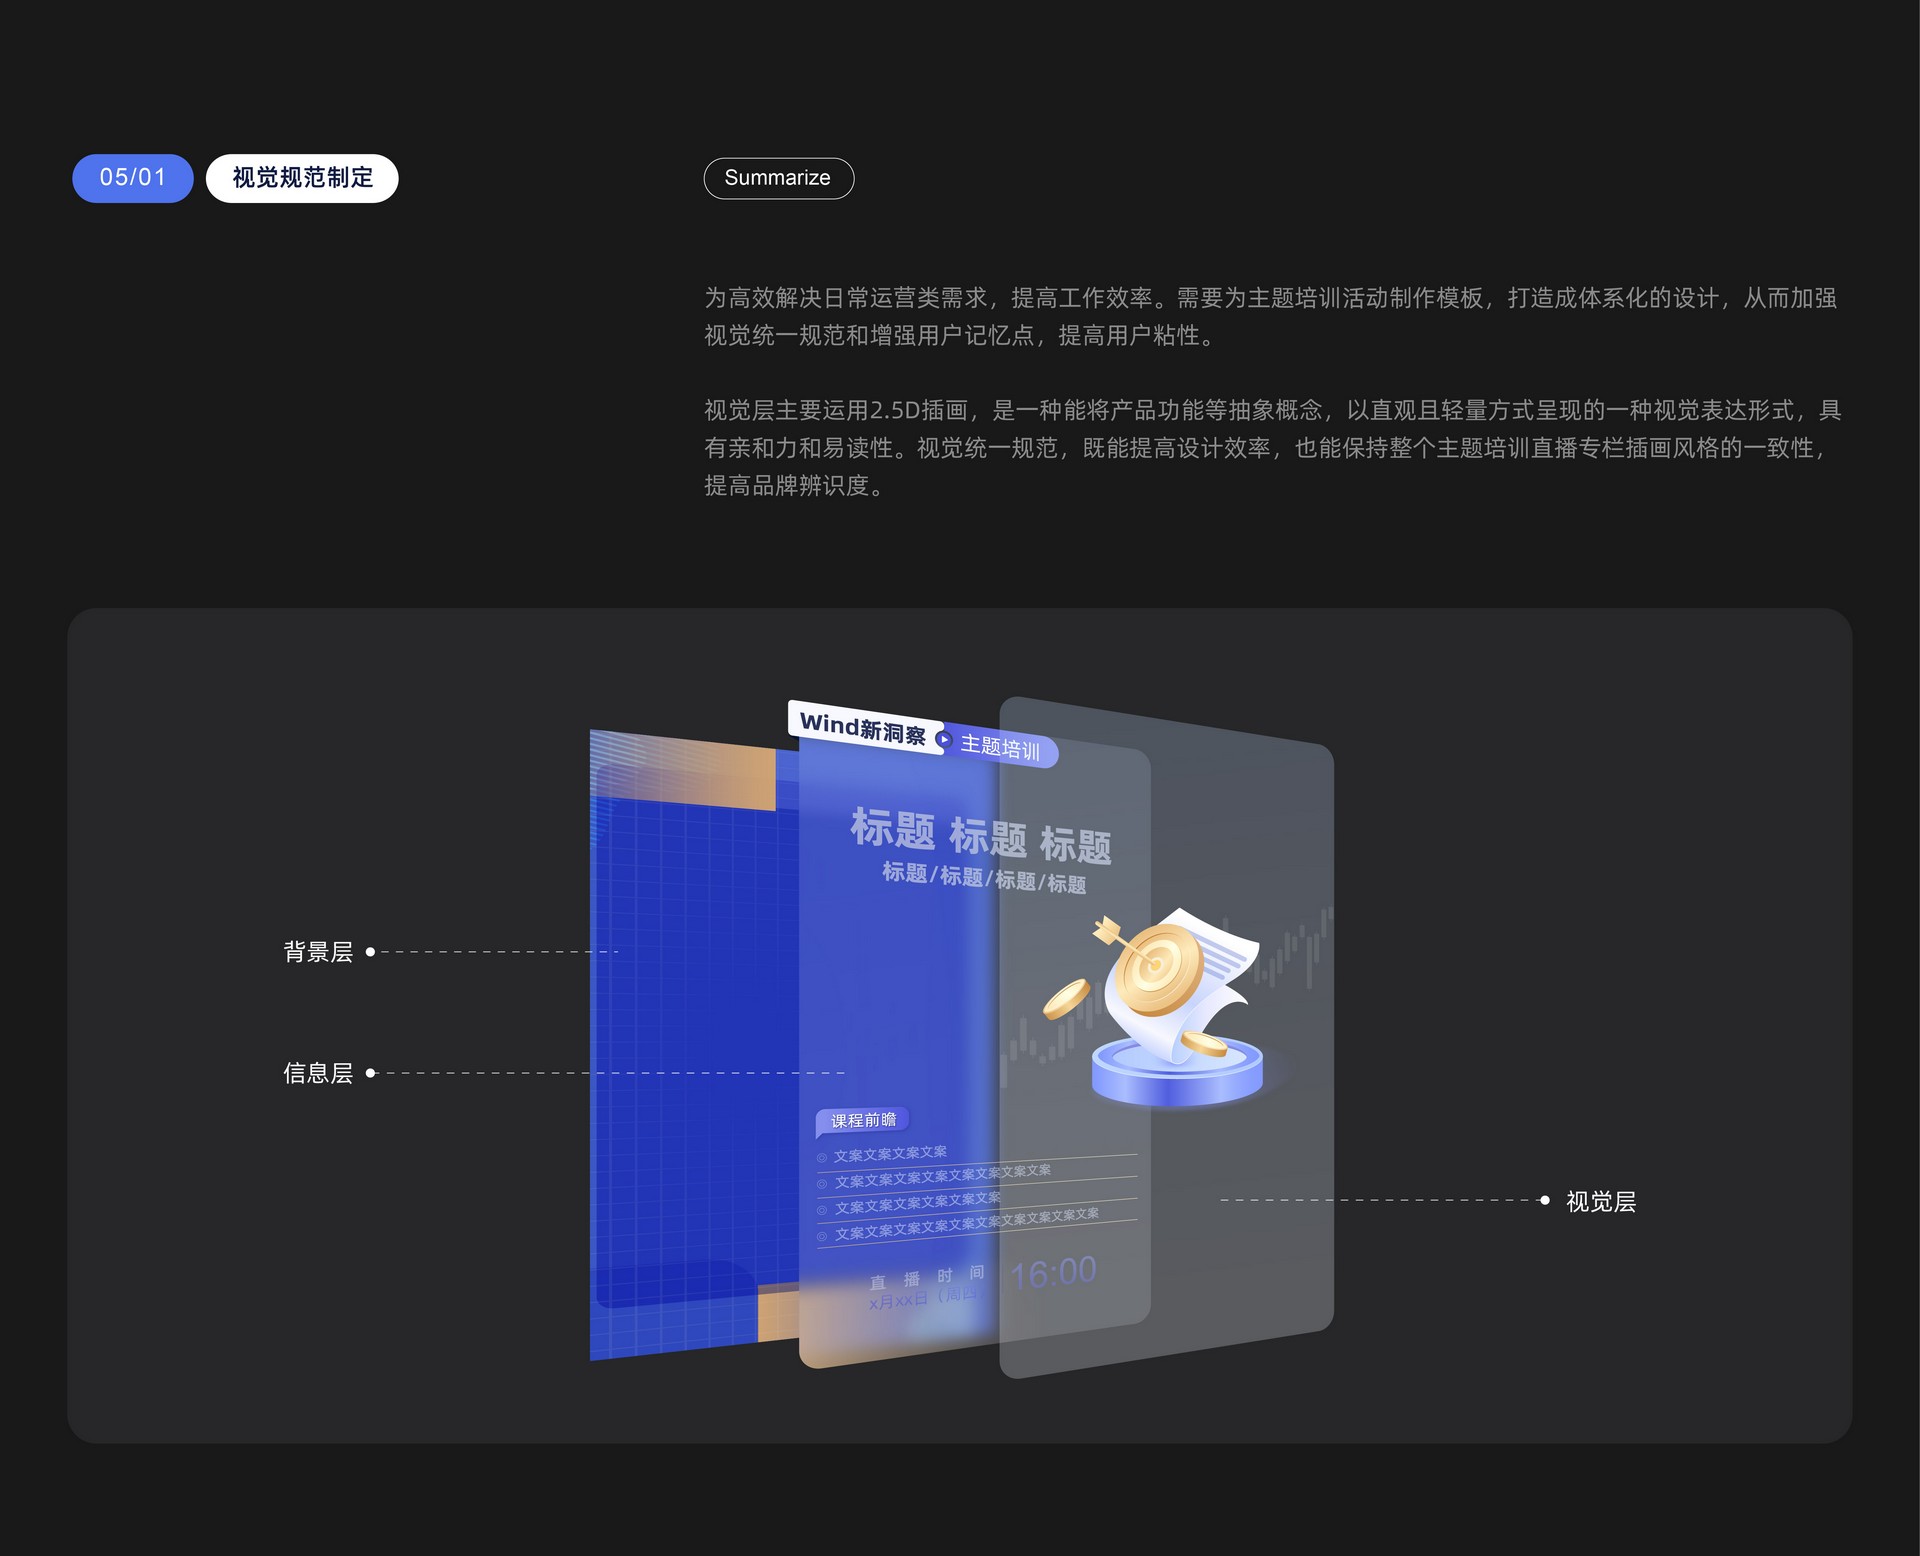 05/01
视觉规范制定
Summarize
为高效解决日常运营类需求，提高工作效率。需要为主题培训活动制作模板，打造成体系化的设计，从而加强
视觉统一规范和增强用户记忆点，提高用户粘性。
视觉层主要运用2.5D插画，是一种能将产品功能等抽象概念，以直观且轻量方式呈现的一种视觉表达形式，具
有亲和力和易读性。视觉统一规范，既能提高设计效率，也能保持整个主题培训直播专栏插画风格的一致性，
提高品牌辨识度。
Wind新洞察 主题培训
标题 标题 标题
标题/标题/标题/标题
背景层
信息层
课程前瞻
文案文案文案文案
文案文案文案文案文案文案文案文案
文案文案文案文案文案文案
文案文案文案文案文案文案文案文案文案文案
视觉层
直播时间 16:00
x月xx日（周四